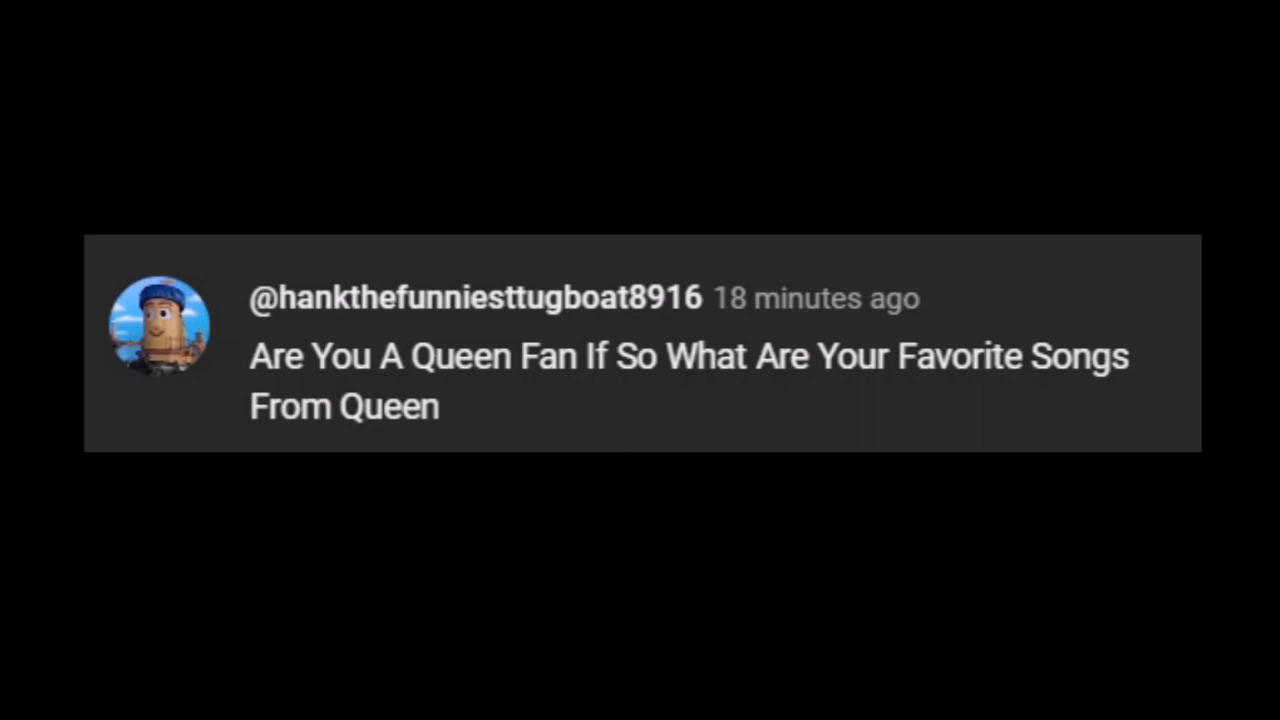 @hankthefunniesttugboat8916 18 minutes ago
Are You A Queen Fan If So What Are Your Favorite Songs
From Queen